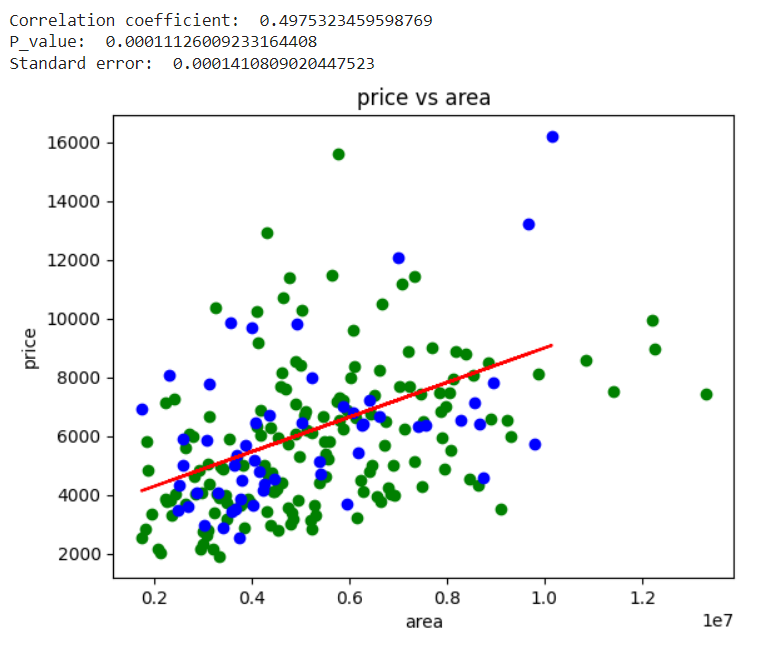 Correlation coefficient:  0.4975323459598769
P_value:  0.00011126009233164408
Standard error:  0.0001410809020447523
price vs area
16000
14000
12000
10000
8000
6000
4000
2000
price
0.2 0.4 0.6 0.8 1.0 1.2
1e7
area